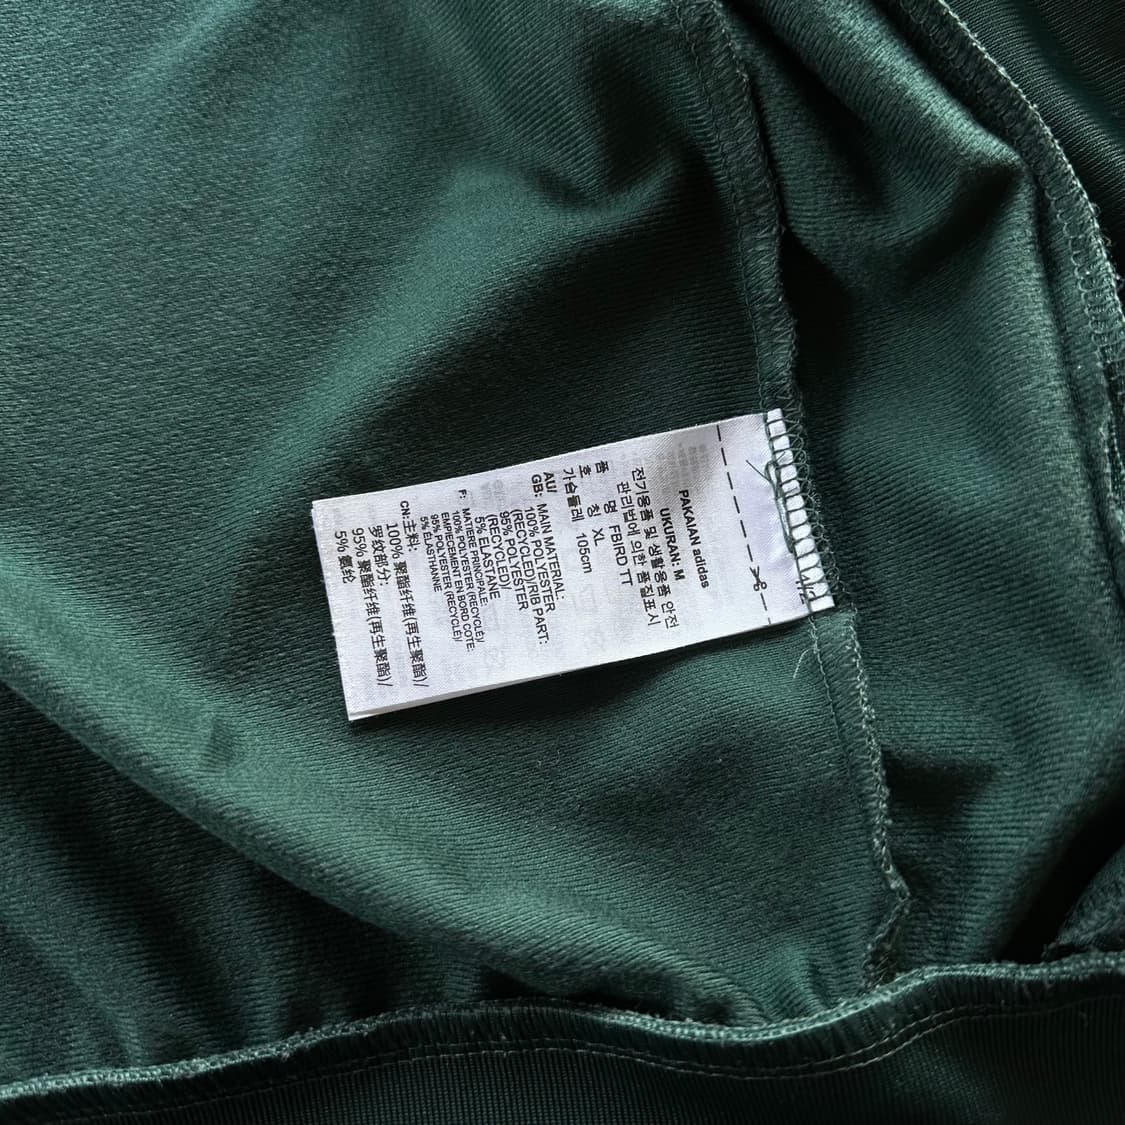 PAKAIAN adidas
UKURAN: M
전기용품 및 생활용품 안전
관리법에 의한 품질표시
품 명 FBIRD TT
호 칭 XL
가슴둘레 105cm
AU/
GB: MAIN MATERIAL:
100% POLYESTER
(RECYCLED)/RIB PART:
95% POLYESTER
(RECYCLED)/
5% ELASTANE
F: MATIERE PRINCIPALE:
100% POLYESTER (RECYCLÉ)/
EMPIECEMENT EN BORD COTE:
95% POLYESTER (RECYCLE)/
5% ELASTHANNE
CN:主料:
100% 聚酯纤维(再生聚酯)/
罗纹部分:
95% 聚酯纤维(再生聚酯)/
5% 氨纶